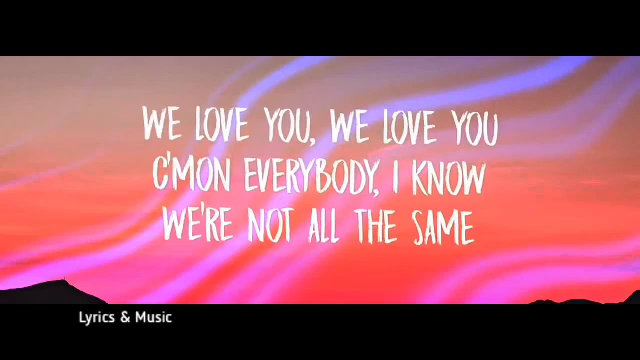 WE LOVE YOU, WE LOVE YOU
C'MON EVERYBODY, I KNOW
WE'RE NOT ALL THE SAME
Lyrics & Music